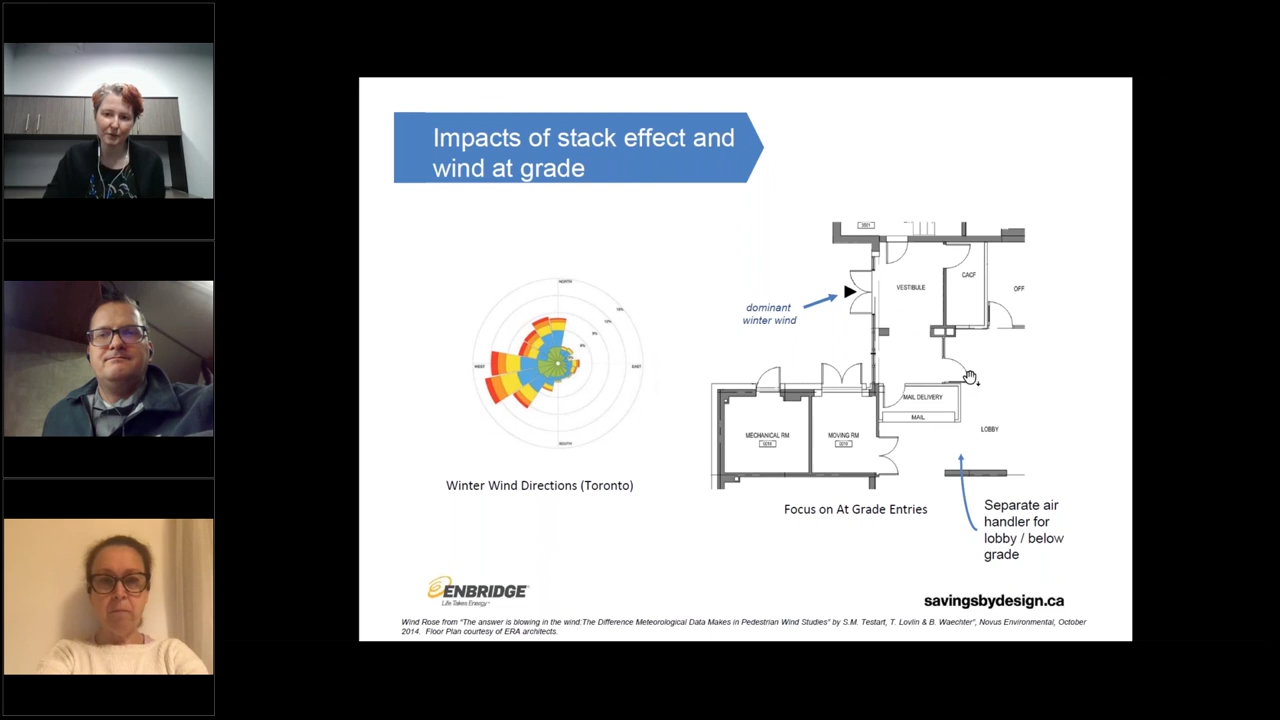 Impacts of stack effect and
wind at grade
NORTH
WEST
EAST
SOUTH
Winter Wind Directions (Toronto)
dominant
winter wind
VESTIBULE
CACF
OFF
MAIL DELIVERY
MAIL
LOBBY
MECHANICAL RM
MOVING RM
Focus on At Grade Entries
Separate air
handler for
lobby / below
grade
ENBRIDGE
Life Takes Energy
savingsbydesign.ca
Wind Rose from "The answer is blowing in the wind:The Difference Meteorological Data Makes in Pedestrian Wind Studies" by S.M. Testart, T. Lovlin & B. Waechter", Novus Environmental, October
2014. Floor Plan courtesy of ERA architects.